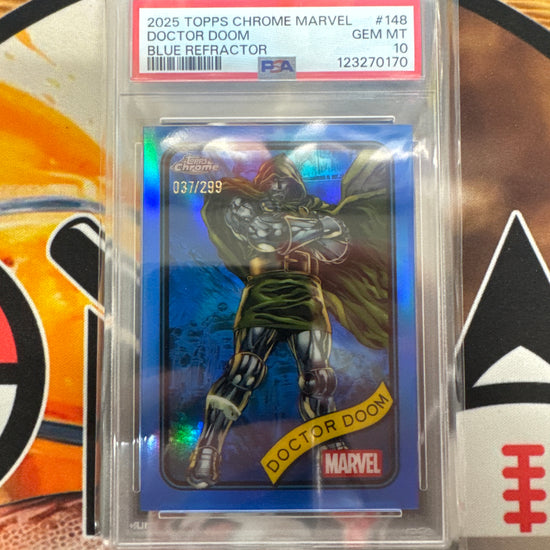 2025 TOPPS CHROME MARVEL #148
DOCTOR DOOM GEM MT
BLUE REFRACTOR 10
PSA 123270170
Topps
Chrome
037/299
DOCTOR DOOM
MARVEL